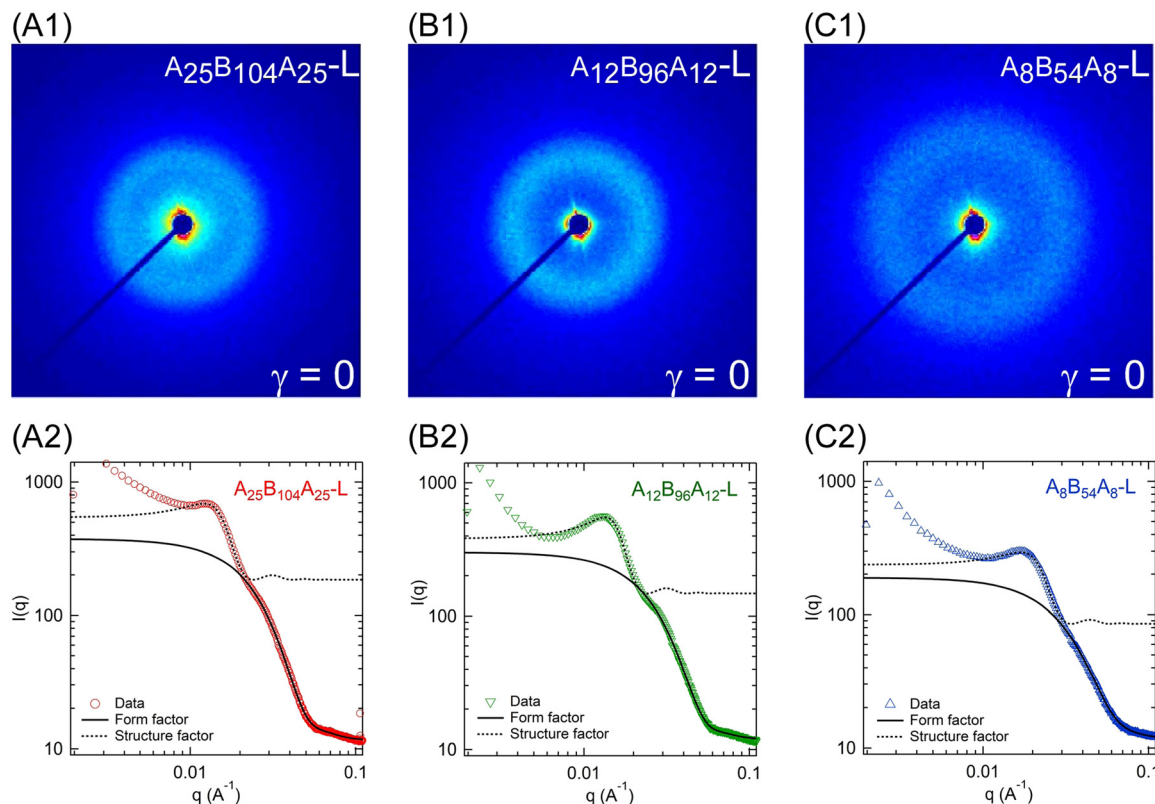 (A1) (B1) (C1)
A25B104A25-L A12B96A12-L A8B54A8-L
γ = 0 γ = 0 γ = 0
(A2) (B2) (C2)
A25B104A25-L
1000
100
10
I(q)
Data
Form factor
Structure factor
0.01 0.1
q (A-1)
A12B96A12-L
1000
100
10
I(q)
Data
Form factor
Structure factor
0.01 0.1
q (A-1)
A8B54A8-L
1000
100
10
I(q)
Data
Form factor
Structure factor
0.01 0.1
q (A-1)